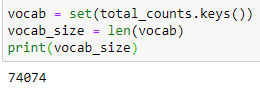 vocab = set(total_counts.keys())
vocab_size = len(vocab)
print(vocab_size)
74074